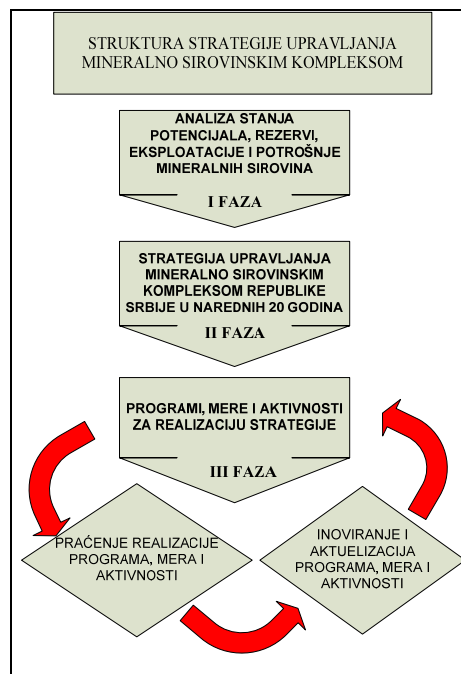 STRUKTURA STRATEGIJE UPRAVLJANJA
MINERALNO SIROVINSKIM KOMPLEKSOM
ANALIZA STANJA
POTENCIJALA, REZERVI,
EKSPLOATACIJE I POTROŠNJE
MINERALNIH SIROVINA
I FAZA
STRATEGIJA UPRAVLJANJA
MINERALNO SIROVINSKIM
KOMPLEKSOM REPUBLIKE
SRBIJE U NAREDNIH 20 GODINA
II FAZA
PROGRAMI, MERE I AKTIVNOSTI
ZA REALIZACIJU STRATEGIJE
III FAZA
PRAĆENJE REALIZACIJE
PROGRAMA, MERA I
AKTIVNOSTI
INOVIRANJE I
AKTUELIZACIJA
PROGRAMA, MERA I
AKTIVNOSTI